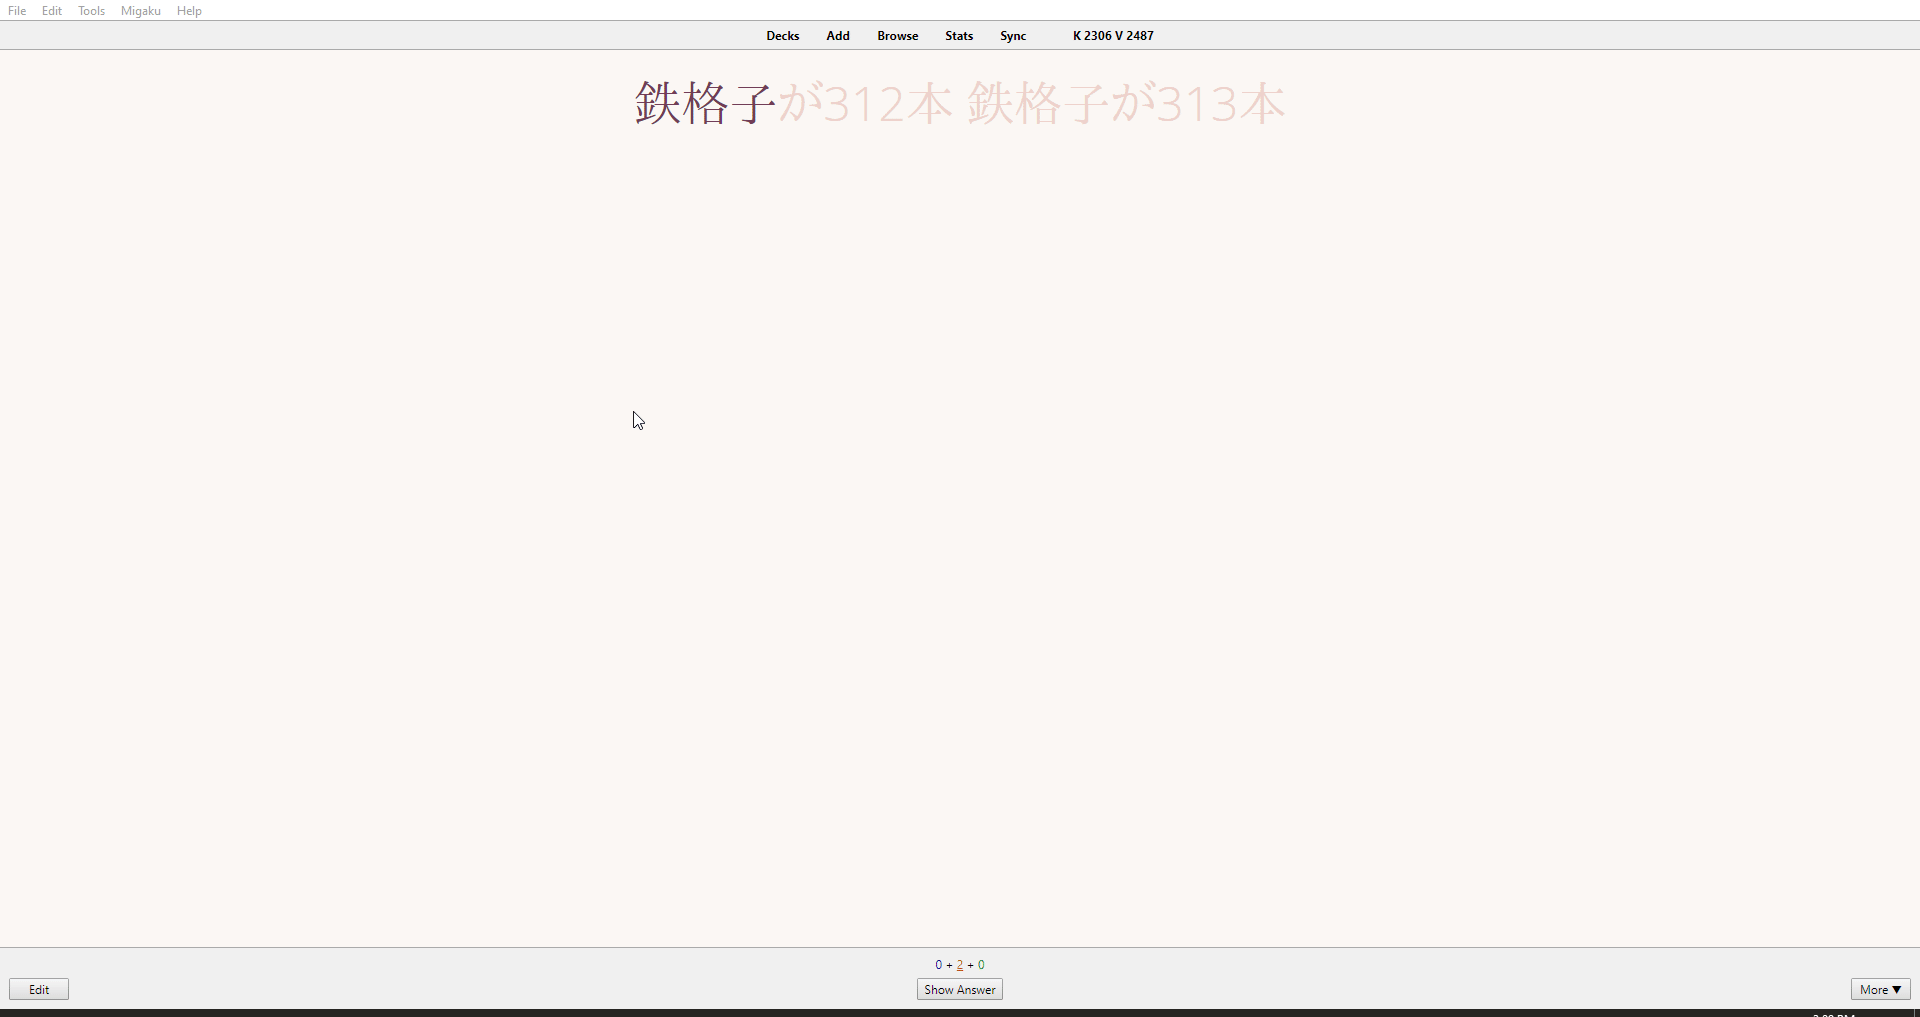 File Edit Tools Migaku Help
Decks Add Browse Stats Sync K 2306 V 2487
鉄格子が312本 鉄格子が313本
0 + 2 + 0
Edit Show Answer More ▼